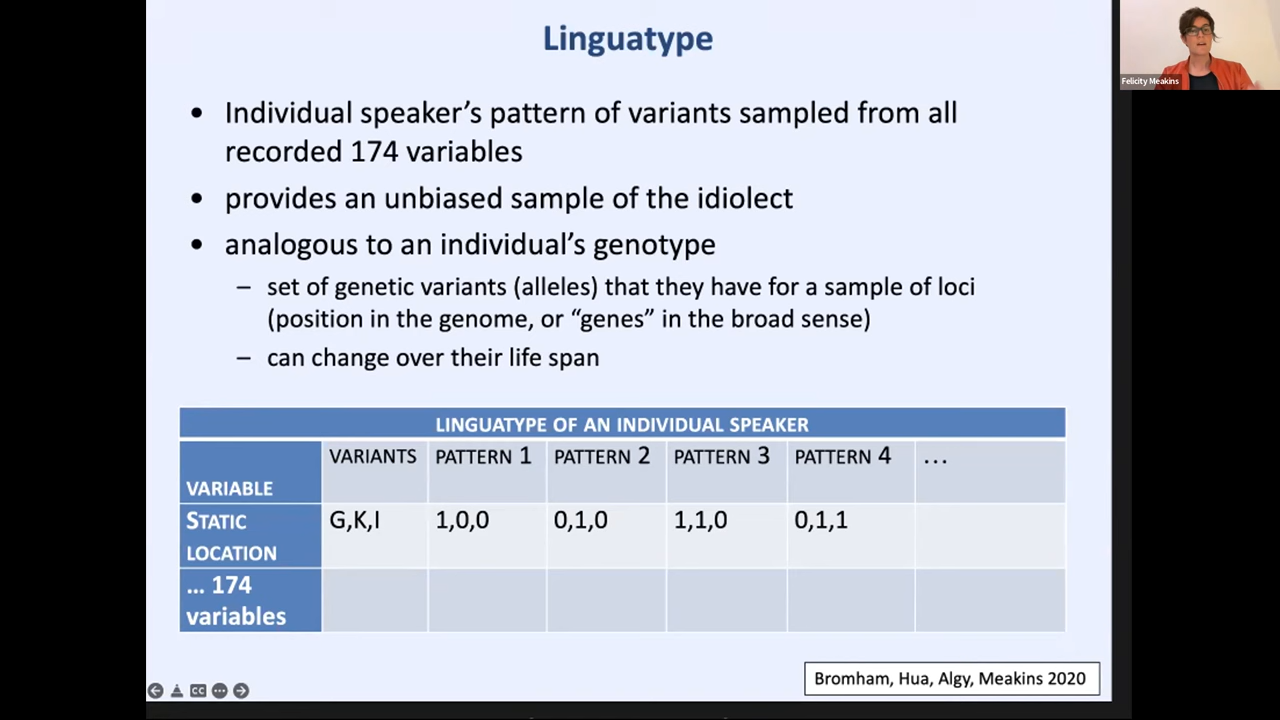 Linguatype
• Individual speaker's pattern of variants sampled from all
recorded 174 variables
• provides an unbiased sample of the idiolect
• analogous to an individual's genotype
– set of genetic variants (alleles) that they have for a sample of loci
(position in the genome, or "genes" in the broad sense)
– can change over their life span
LINGUATYPE OF AN INDIVIDUAL SPEAKER
VARIABLE VARIANTS PATTERN 1 PATTERN 2 PATTERN 3 PATTERN 4 ...
STATIC LOCATION G,K,I 1,0,0 0,1,0 1,1,0 0,1,1
... 174 variables
Bromham, Hua, Algy, Meakins 2020
CC
Felicity Meakins